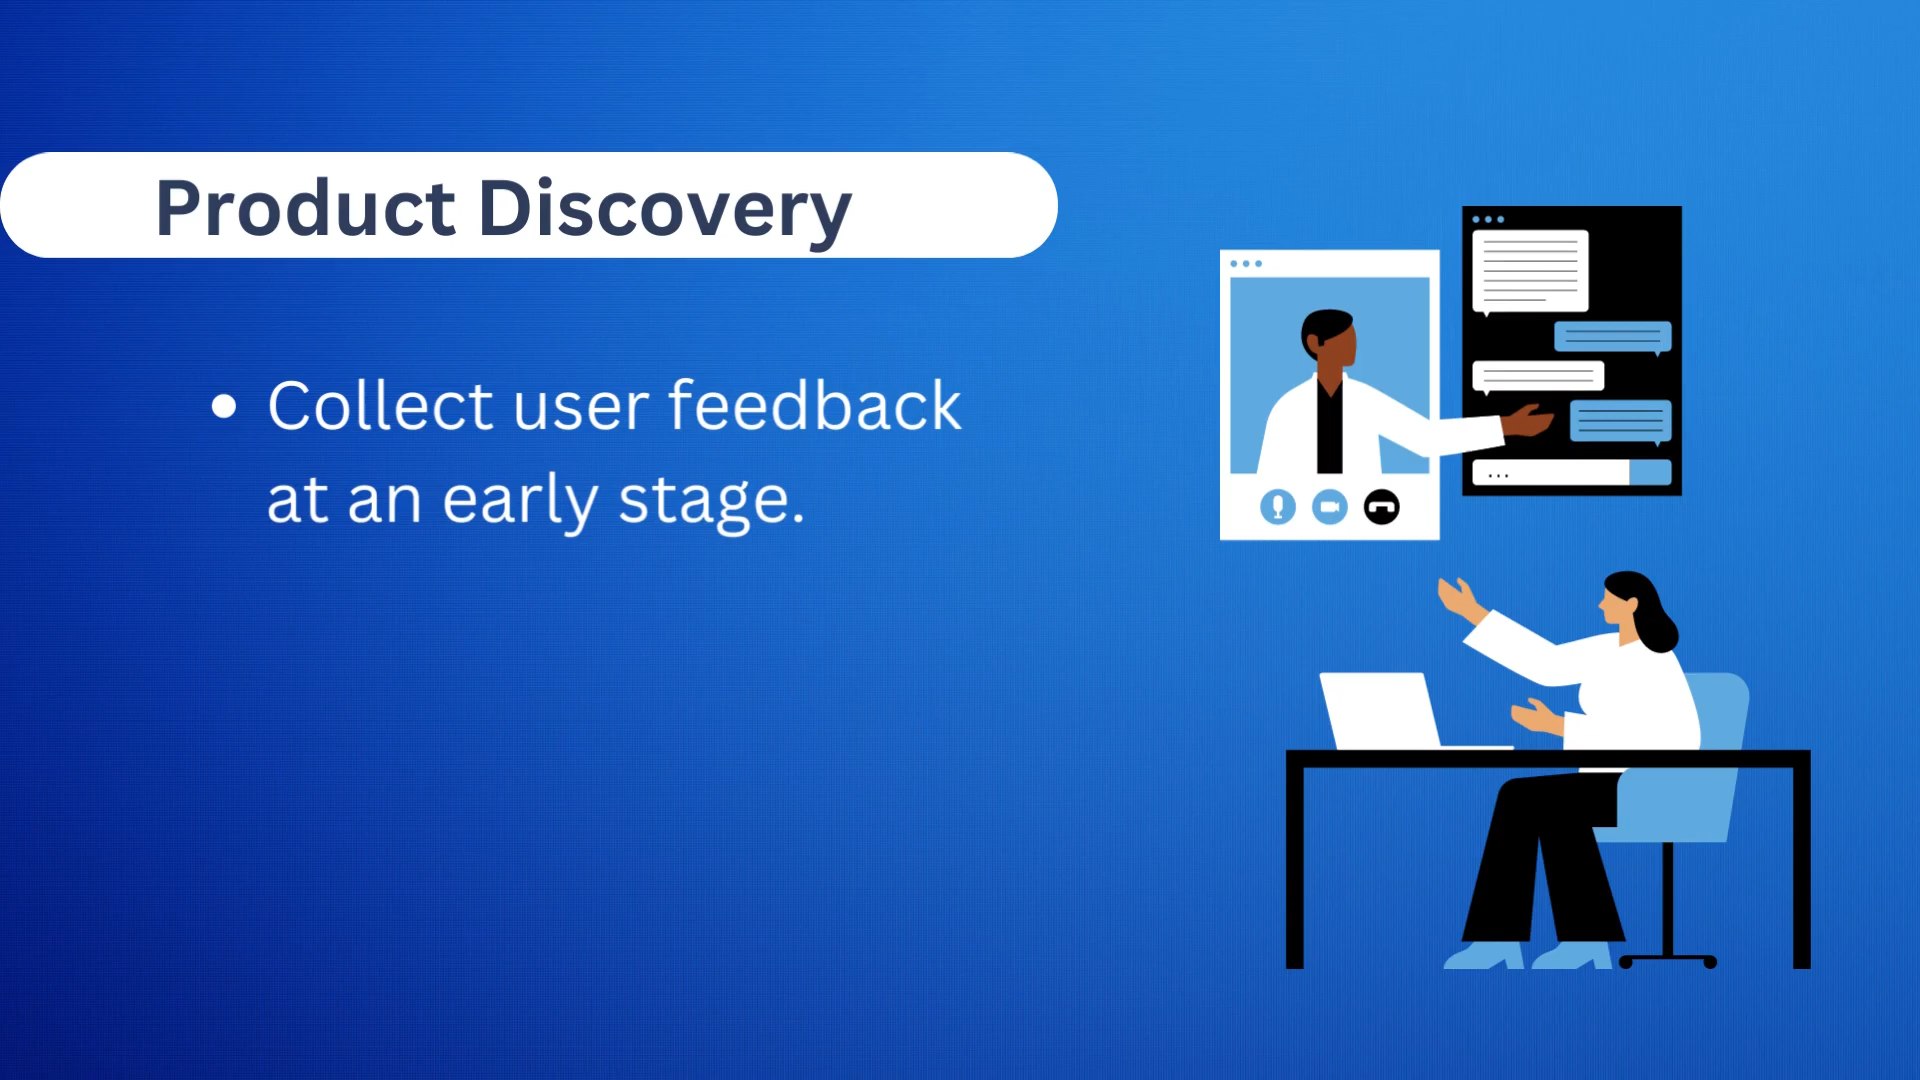 Product Discovery
• Collect user feedback
at an early stage.
...